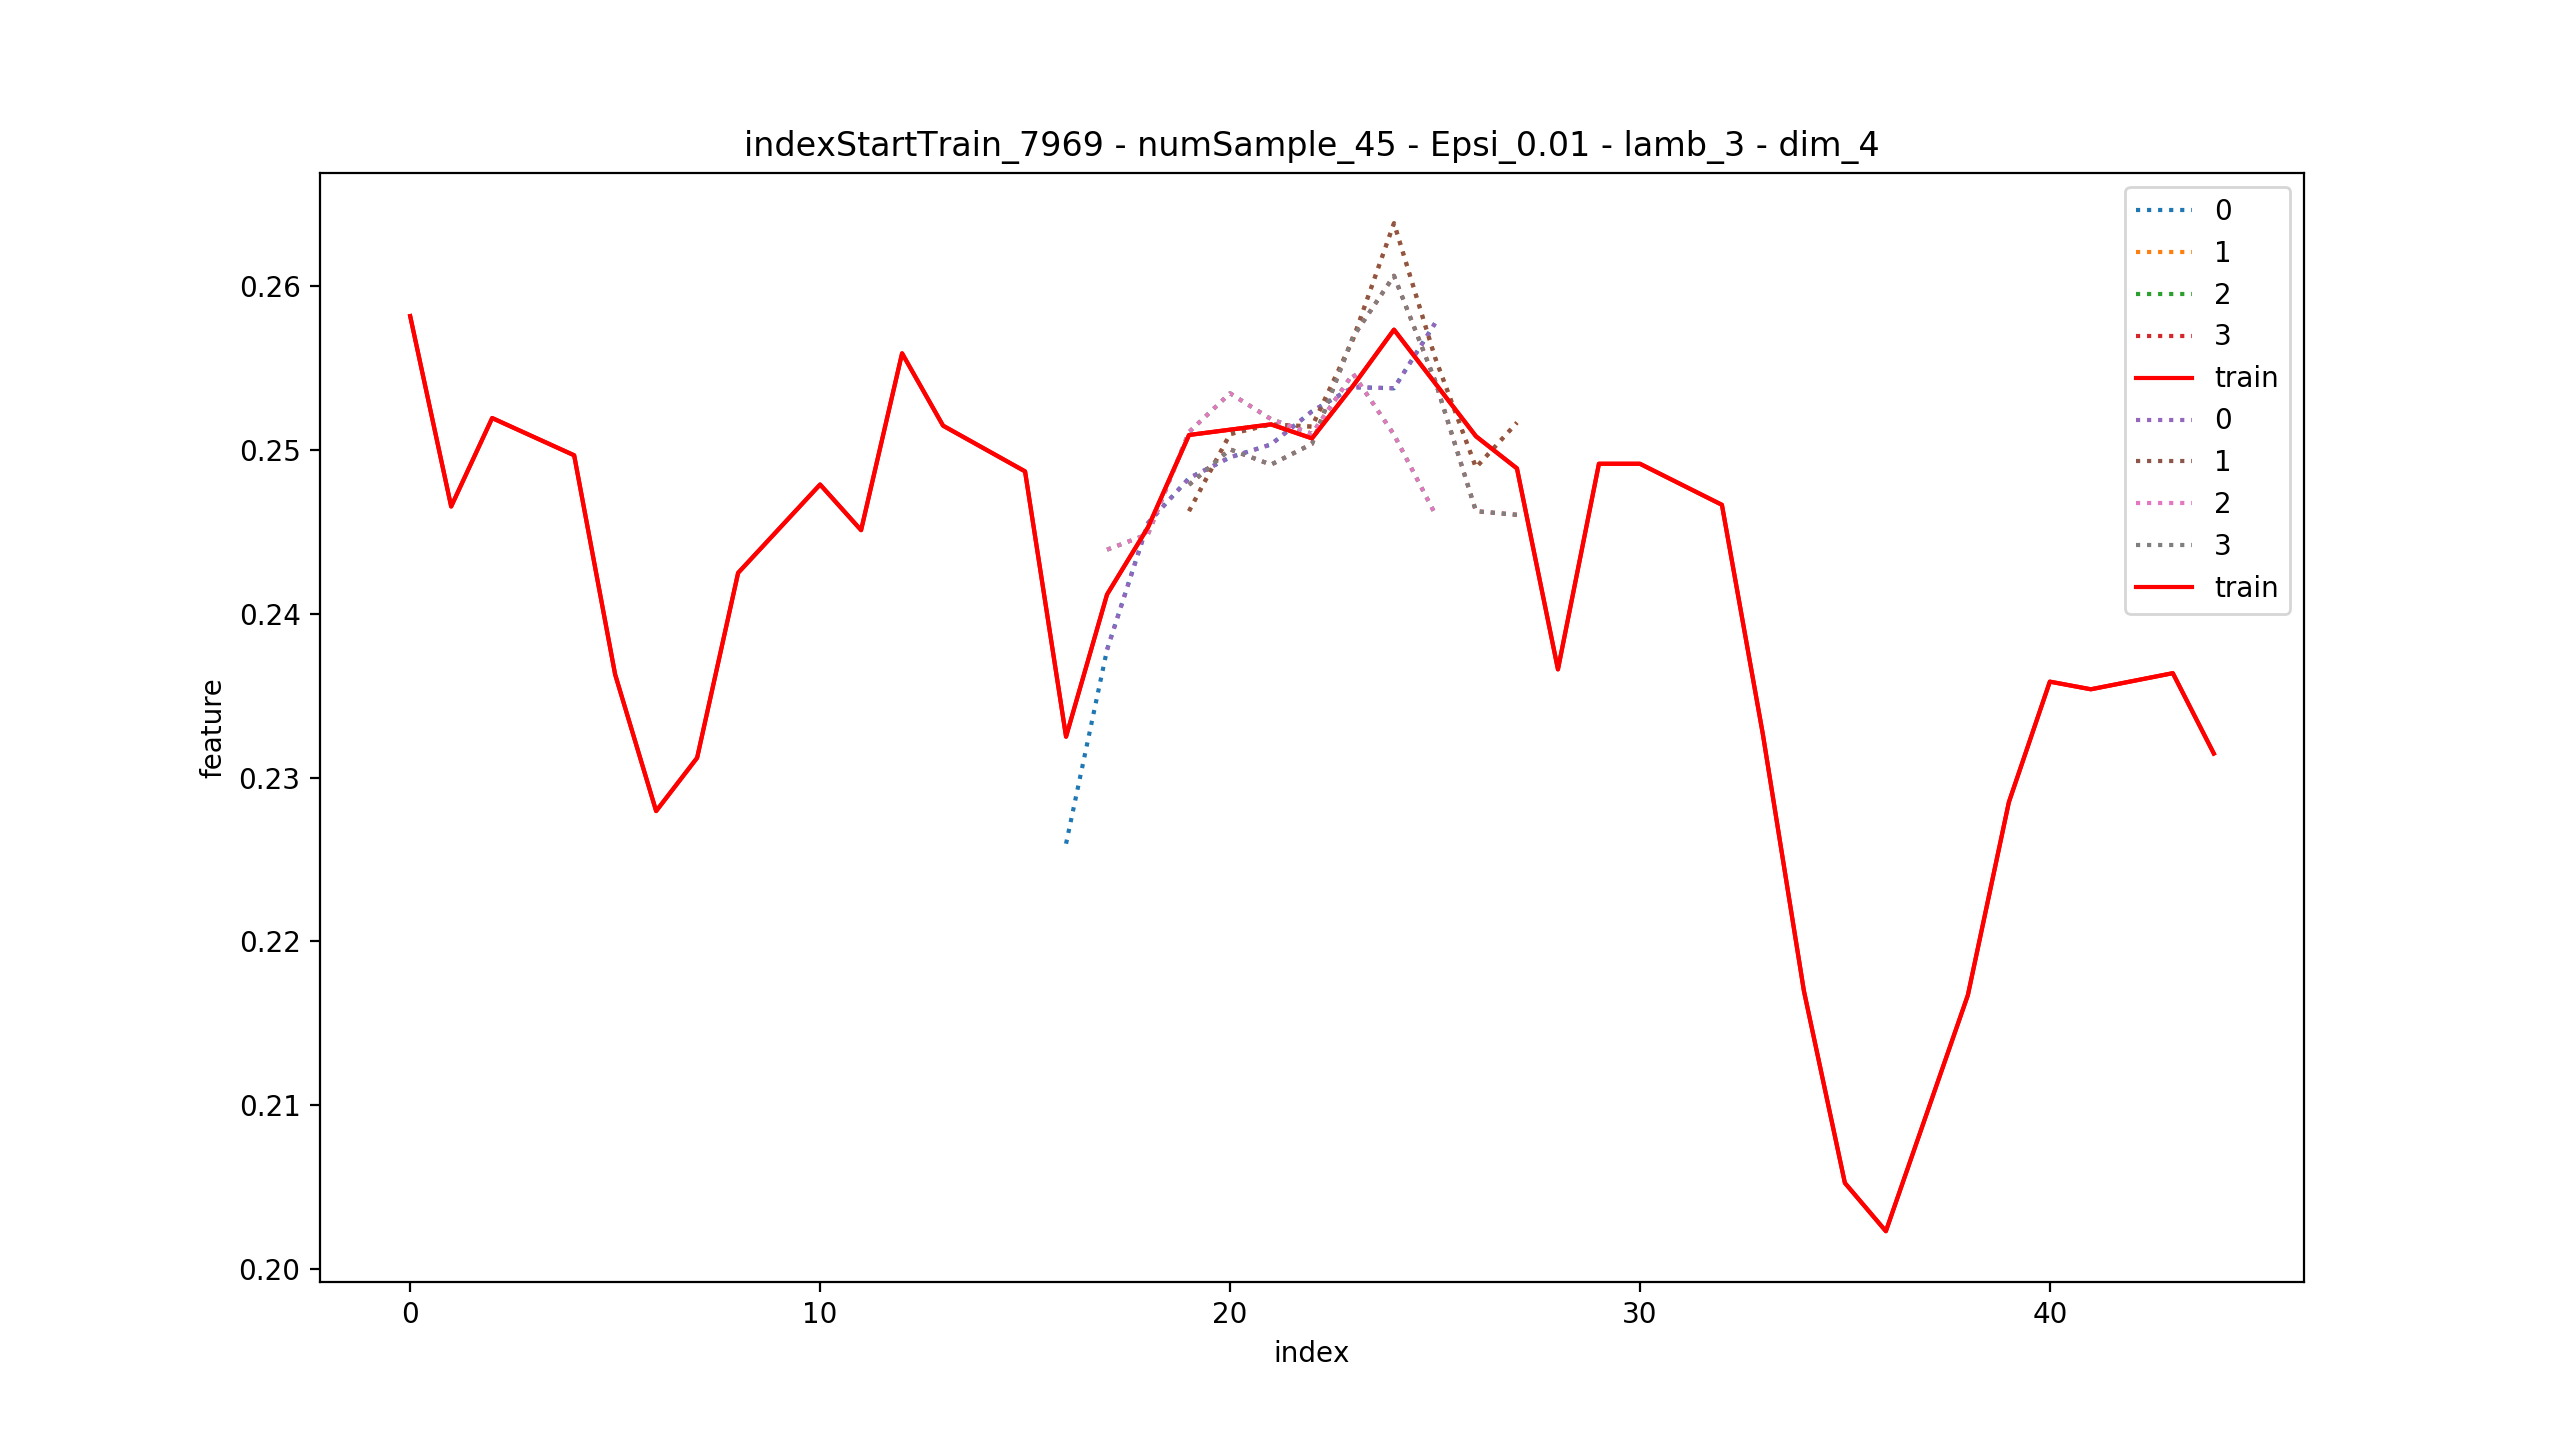 indexStartTrain_7969 - numSample_45 - Epsi_0.01 - lamb_3 - dim_4
0
1
2
3
train
0
1
2
3
train
0.26
0.25
0.24
0.23
0.22
0.21
0.20
feature
0 10 20 30 40
index